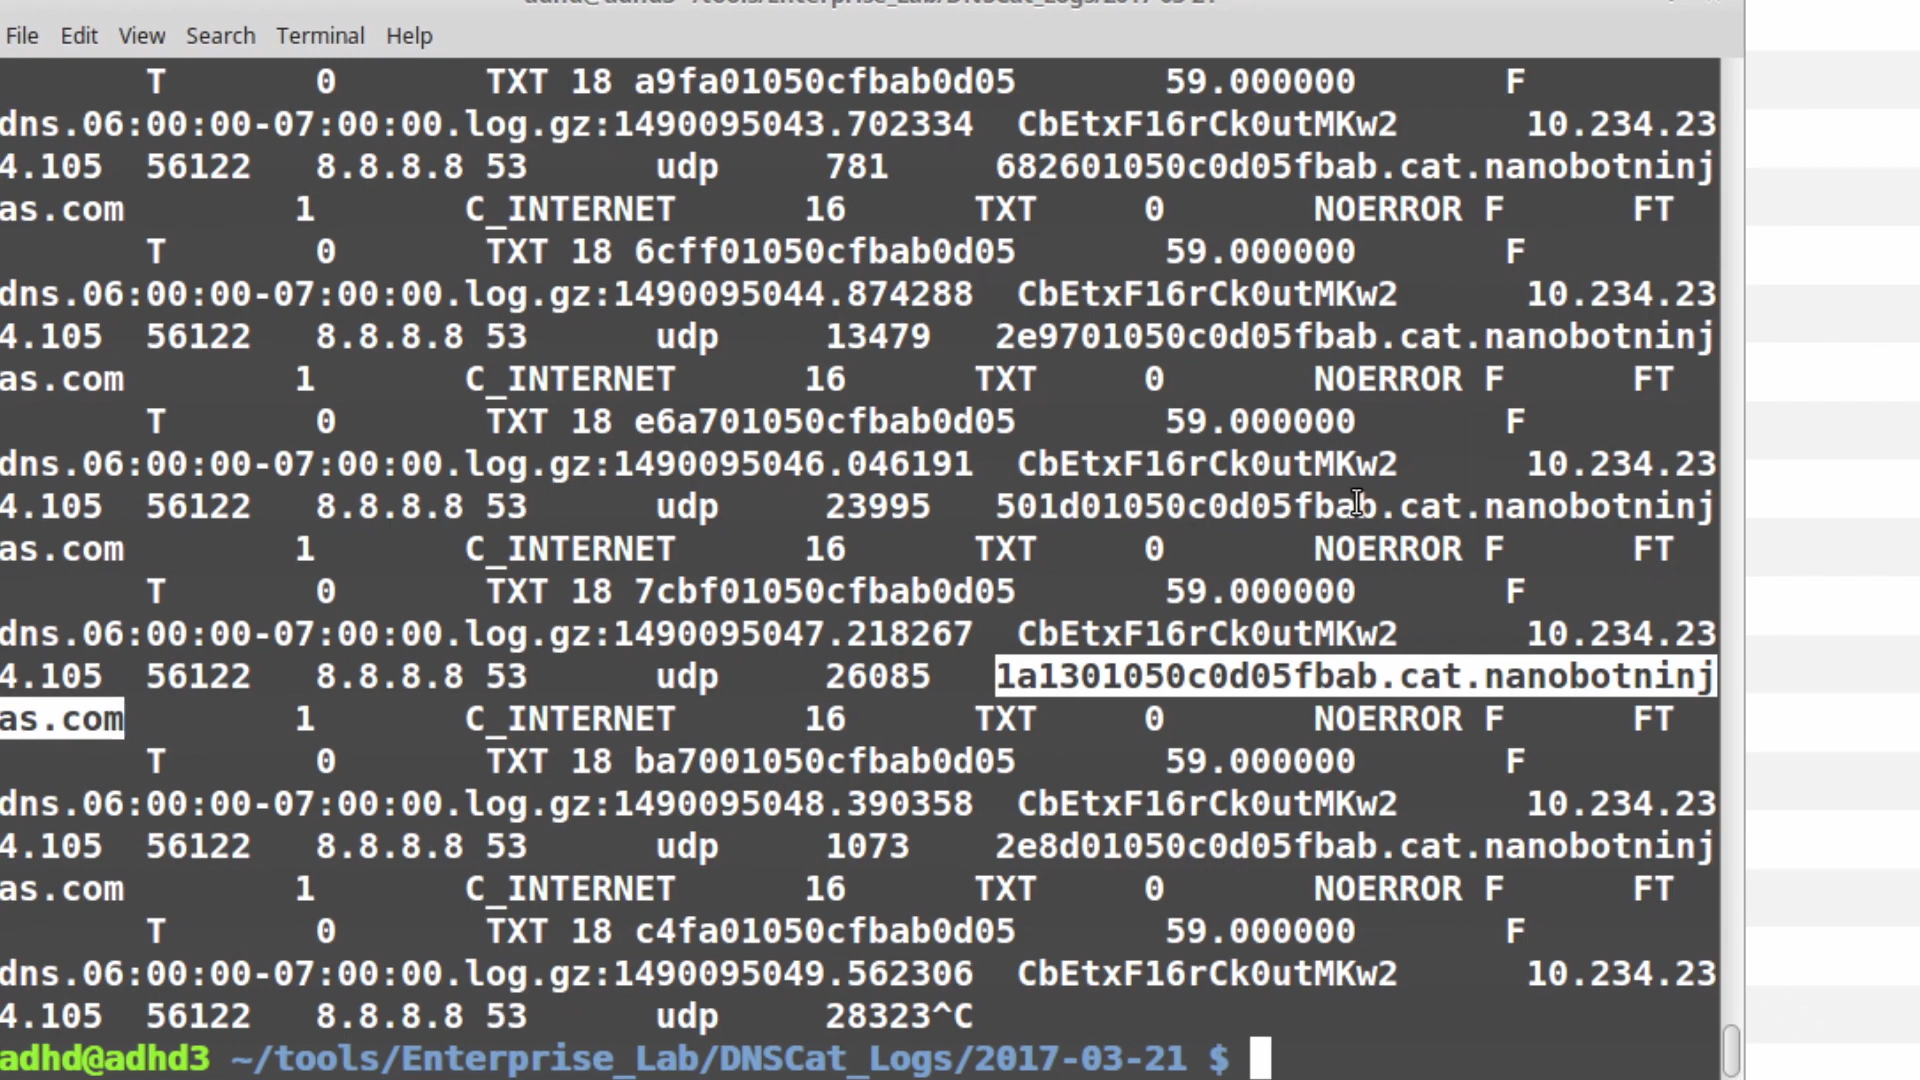 adhd@adhd3 ~/tools/Enterprise_Lab/DNSCat_Logs/2017-03-21
File Edit View Search Terminal Help
T 0 TXT 18 a9fa01050cfbab0d05 59.000000 F
dns.06:00:00-07:00:00.log.gz:1490095043.702334 CbEtxF16rCk0utMKw2 10.234.23
4.105 56122 8.8.8.8 53 udp 781 682601050c0d05fbab.cat.nanobotninj
as.com 1 C_INTERNET 16 TXT 0 NOERROR F FT
T 0 TXT 18 6cff01050cfbab0d05 59.000000 F
dns.06:00:00-07:00:00.log.gz:1490095044.874288 CbEtxF16rCk0utMKw2 10.234.23
4.105 56122 8.8.8.8 53 udp 13479 2e9701050c0d05fbab.cat.nanobotninj
as.com 1 C_INTERNET 16 TXT 0 NOERROR F FT
T 0 TXT 18 e6a701050cfbab0d05 59.000000 F
dns.06:00:00-07:00:00.log.gz:1490095046.046191 CbEtxF16rCk0utMKw2 10.234.23
4.105 56122 8.8.8.8 53 udp 23995 501d01050c0d05fbab.cat.nanobotninj
as.com 1 C_INTERNET 16 TXT 0 NOERROR F FT
T 0 TXT 18 7cbf01050cfbab0d05 59.000000 F
dns.06:00:00-07:00:00.log.gz:1490095047.218267 CbEtxF16rCk0utMKw2 10.234.23
4.105 56122 8.8.8.8 53 udp 26085 1a1301050c0d05fbab.cat.nanobotninj
as.com 1 C_INTERNET 16 TXT 0 NOERROR F FT
T 0 TXT 18 ba7001050cfbab0d05 59.000000 F
dns.06:00:00-07:00:00.log.gz:1490095048.390358 CbEtxF16rCk0utMKw2 10.234.23
4.105 56122 8.8.8.8 53 udp 1073 2e8d01050c0d05fbab.cat.nanobotninj
as.com 1 C_INTERNET 16 TXT 0 NOERROR F FT
T 0 TXT 18 c4fa01050cfbab0d05 59.000000 F
dns.06:00:00-07:00:00.log.gz:1490095049.562306 CbEtxF16rCk0utMKw2 10.234.23
4.105 56122 8.8.8.8 53 udp 28323^C
adhd@adhd3 ~/tools/Enterprise_Lab/DNSCat_Logs/2017-03-21 $